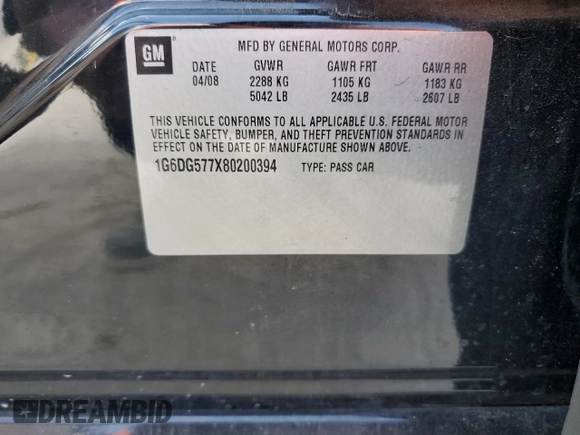 GM
MFD BY GENERAL MOTORS CORP.
DATE GVWR GAWR FRT GAWR RR
04/08 2288 KG 1105 KG 1183 KG
5042 LB 2435 LB 2607 LB
THIS VEHICLE CONFORMS TO ALL APPLICABLE U.S. FEDERAL MOTOR
VEHICLE SAFETY, BUMPER, AND THEFT PREVENTION STANDARDS IN
EFFECT ON THE DATE OF MANUFACTURE SHOWN ABOVE.
1G6DG577X80200394 TYPE: PASS CAR
DREAMBID